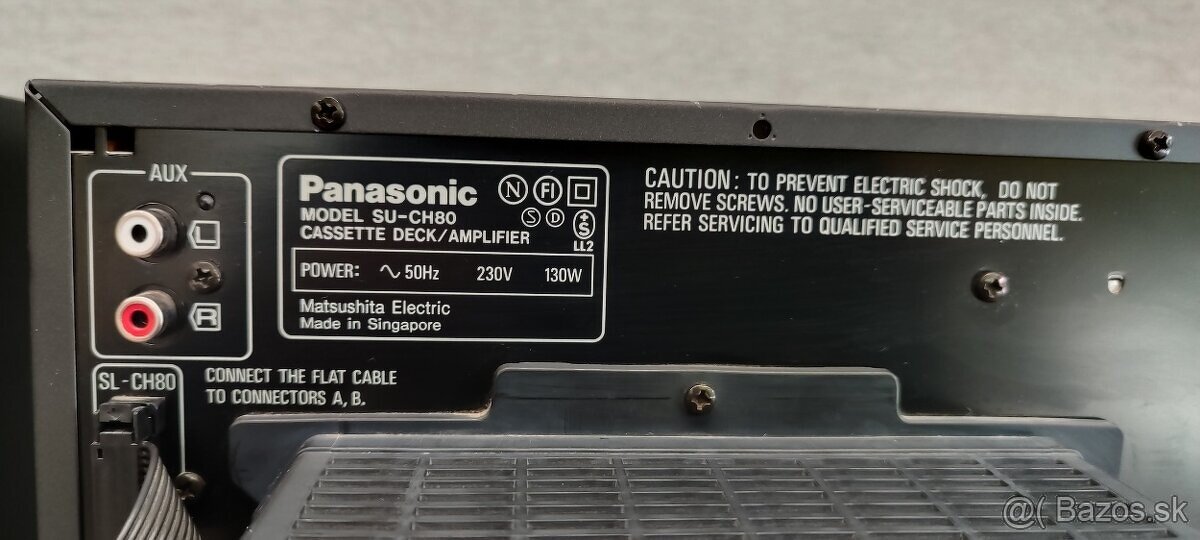 AUX
L
R
Panasonic N FI
MODEL SU-CH80 S D S
CASSETTE DECK/AMPLIFIER LL2
POWER: ∿ 50Hz 230V 130W
Matsushita Electric
Made in Singapore
CAUTION: TO PREVENT ELECTRIC SHOCK, DO NOT
REMOVE SCREWS. NO USER-SERVICEABLE PARTS INSIDE.
REFER SERVICING TO QUALIFIED SERVICE PERSONNEL.
SL-CH80
CONNECT THE FLAT CABLE
TO CONNECTORS A, B.
@( Bazos.sk